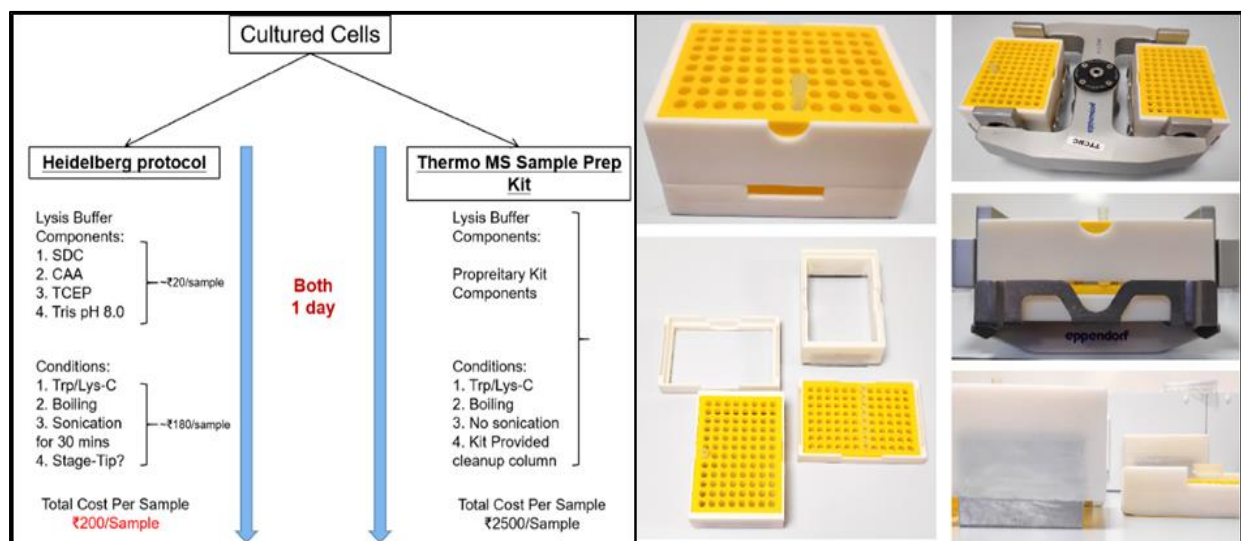 Cultured Cells
Heidelberg protocol
Lysis Buffer
Components:
1. SDC
2. CAA
3. TCEP
4. Tris pH 8.0
~₹20/sample
Conditions:
1. Trp/Lys-C
2. Boiling
3. Sonication
for 30 mins
4. Stage-Tip?
~₹180/sample
Total Cost Per Sample
₹200/Sample
Both
1 day
Thermo MS Sample Prep
Kit
Lysis Buffer
Components:
Propreitary Kit
Components
Conditions:
1. Trp/Lys-C
2. Boiling
3. No sonication
4. Kit Provided
cleanup column
Total Cost Per Sample
₹2500/Sample
eppendorf